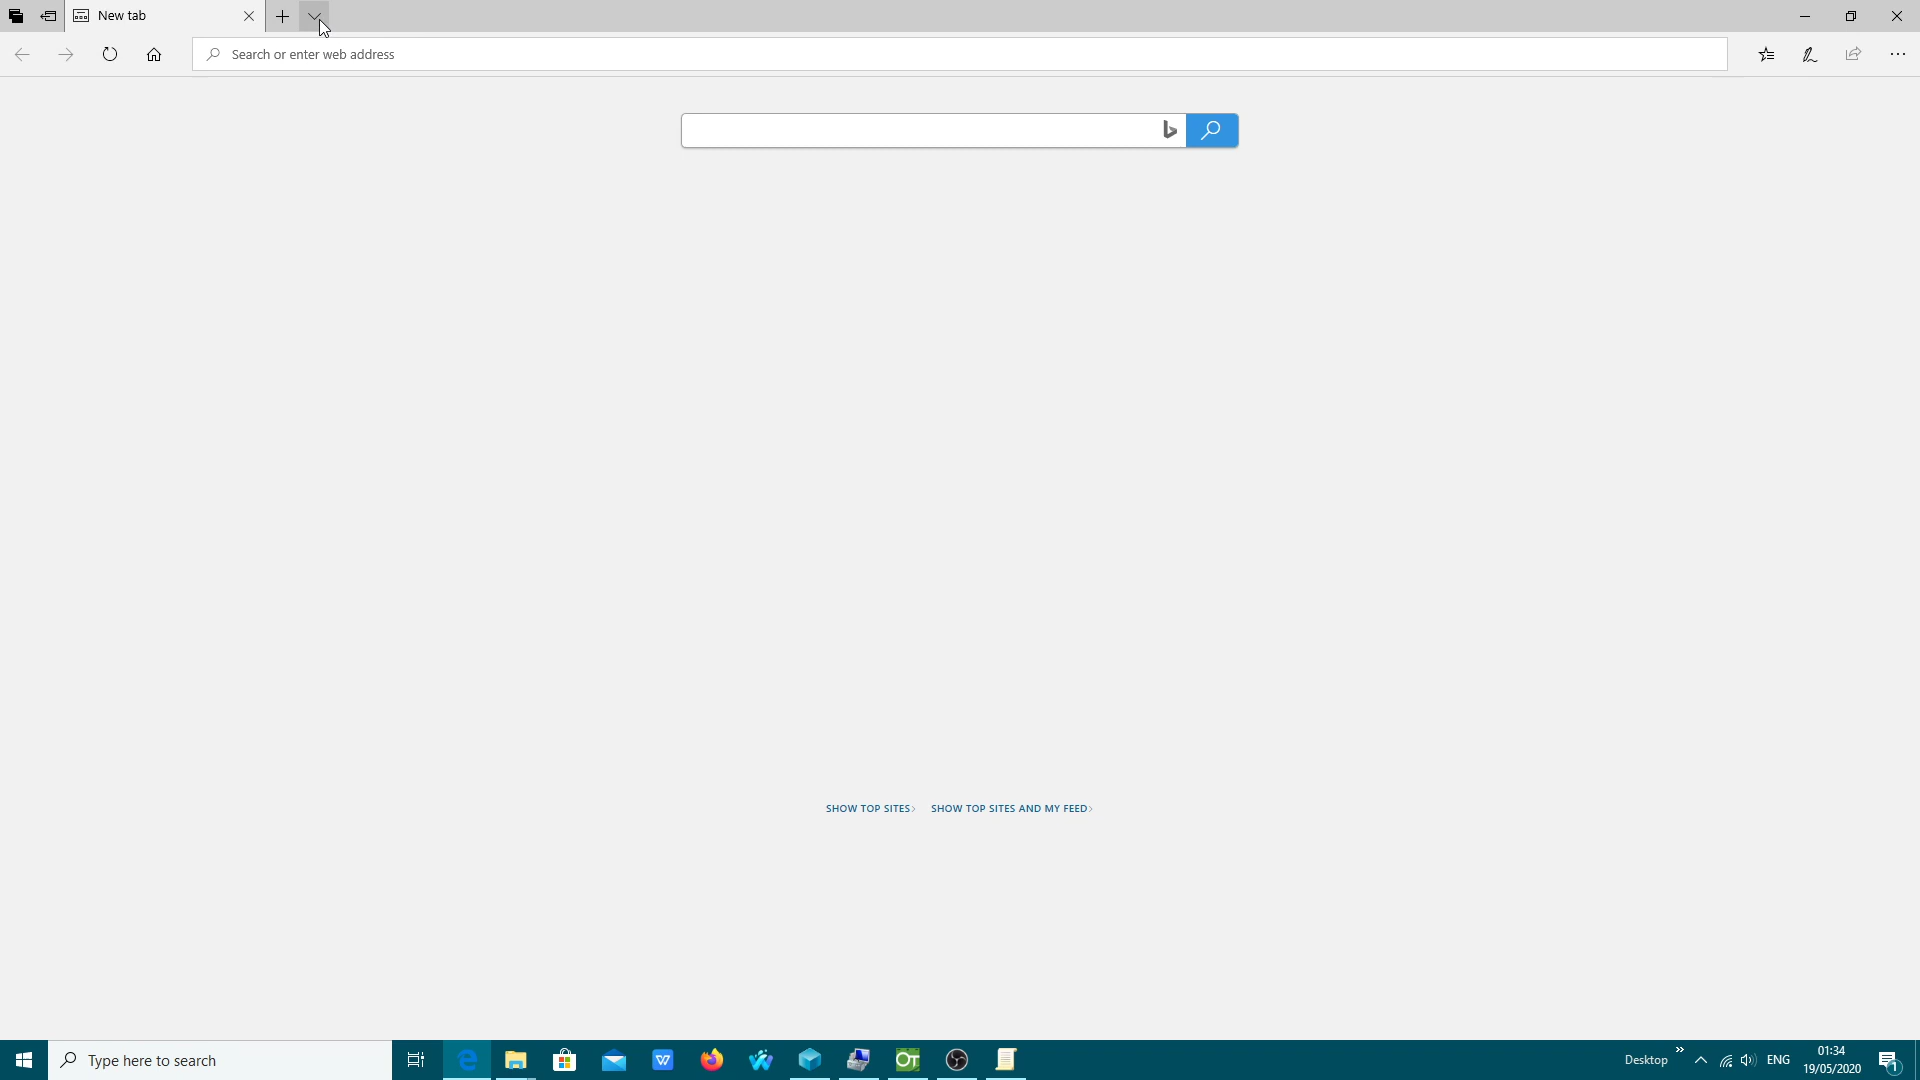 New tab
Search or enter web address
SHOW TOP SITES
SHOW TOP SITES AND MY FEED
Type here to search
Desktop
ENG
01:34
19/05/2020
1